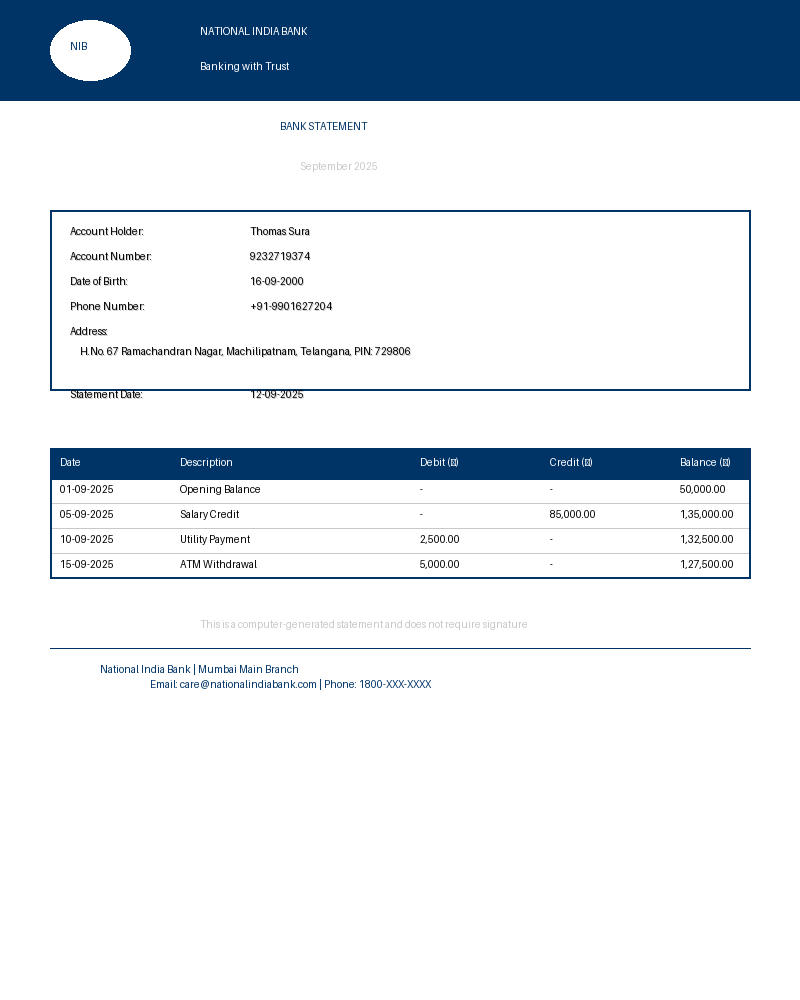 NIB
NATIONAL INDIA BANK
Banking with Trust
BANK STATEMENT
September 2025
Account Holder: Thomas Sura
Account Number: 9232719374
Date of Birth: 16-09-2000
Phone Number: +91-9901627204
Address:
H.No. 67 Ramachandran Nagar, Machilipatnam, Telangana, PIN: 729806
Statement Date: 12-09-2025
Date Description Debit (▯) Credit (▯) Balance (▯)
01-09-2025 Opening Balance - - 50,000.00
05-09-2025 Salary Credit - 85,000.00 1,35,000.00
10-09-2025 Utility Payment 2,500.00 - 1,32,500.00
15-09-2025 ATM Withdrawal 5,000.00 - 1,27,500.00
This is a computer-generated statement and does not require signature
National India Bank | Mumbai Main Branch
Email: care@nationalindiabank.com | Phone: 1800-XXX-XXXX